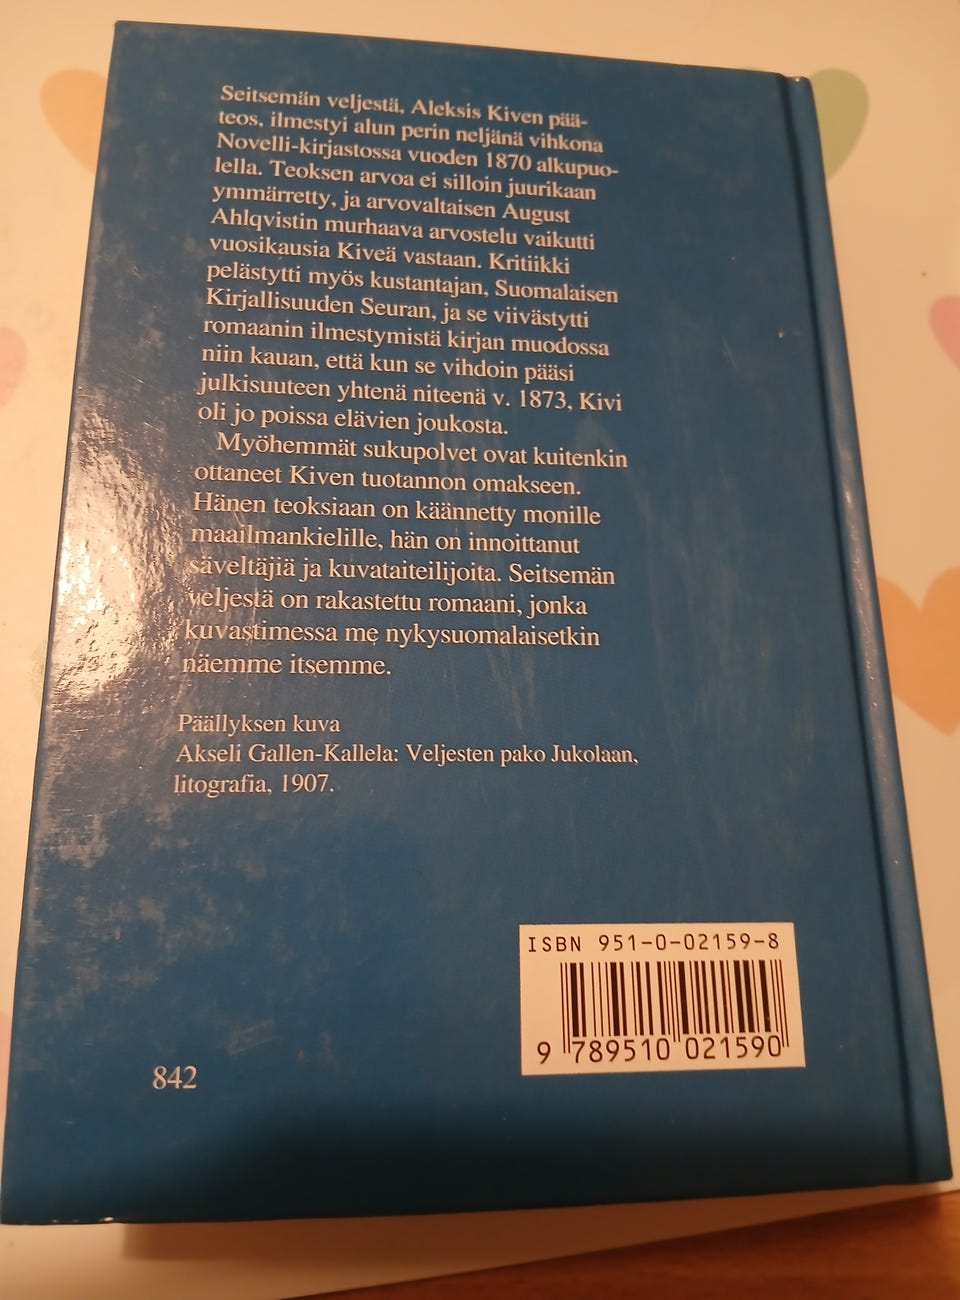 Seitsemän veljestä, Aleksis Kiven pää-
teos, ilmestyi alun perin neljänä vihkona
Novelli-kirjastossa vuoden 1870 alkupuo-
lella. Teoksen arvoa ei silloin juurikaan
ymmärretty, ja arvovaltaisen August
Ahlqvistin murhaava arvostelu vaikutti
vuosikausia Kiveä vastaan. Kritiikki
pelästytti myös kustantajan, Suomalaisen
Kirjallisuuden Seuran, ja se viivästytti
romaanin ilmestymistä kirjan muodossa
niin kauan, että kun se vihdoin pääsi
julkisuuteen yhtenä niteenä v. 1873, Kivi
oli jo poissa elävien joukosta.
Myöhemmät sukupolvet ovat kuitenkin
ottaneet Kiven tuotannon omakseen.
Hänen teoksiaan on käännetty monille
maailmankielille, hän on innoittanut
säveltäjiä ja kuvataiteilijoita. Seitsemän
veljestä on rakastettu romaani, jonka
kuvastimessa me nykysuomalaisetkin
näemme itsemme.
Päällyksen kuva
Akseli Gallen-Kallela: Veljesten pako Jukolaan,
litografia, 1907.
ISBN 951-0-02159-8
9 789510 021590
842